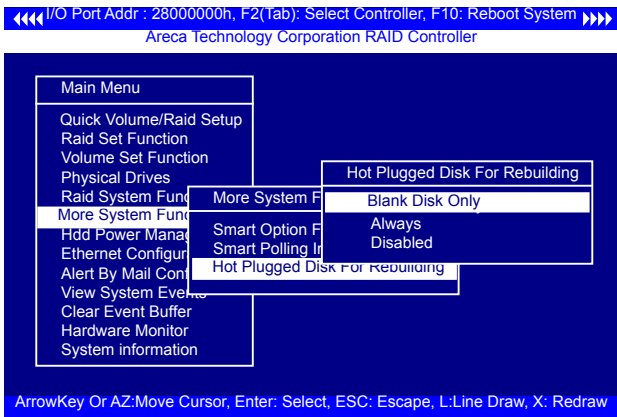 I/O Port Addr : 28000000h, F2(Tab): Select Controller, F10: Reboot System
Areca Technology Corporation RAID Controller
Main Menu
Quick Volume/Raid Setup
Raid Set Function
Volume Set Function
Physical Drives
Raid System Func
More System Func
Hdd Power Manag
Ethernet Configur
Alert By Mail Conf
View System Events
Clear Event Buffer
Hardware Monitor
System information
More System F
Smart Option F
Smart Polling In
Hot Plugged Disk For Rebuilding
Hot Plugged Disk For Rebuilding
Blank Disk Only
Always
Disabled
ArrowKey Or AZ:Move Cursor, Enter: Select, ESC: Escape, L:Line Draw, X: Redraw